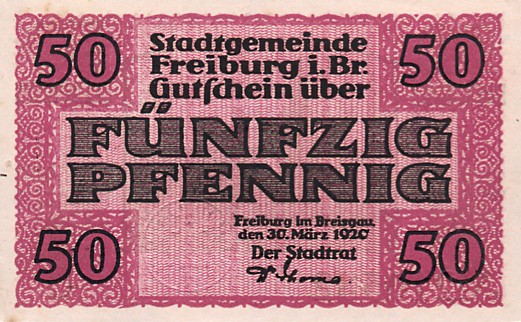 50 50
Stadtgemeinde
Freiburg i. Br.
Gutschein über
FÜNFZIG
PFENNIG
Freiburg im Breisgau,
den 30. März 1920
Der Stadtrat
50 50